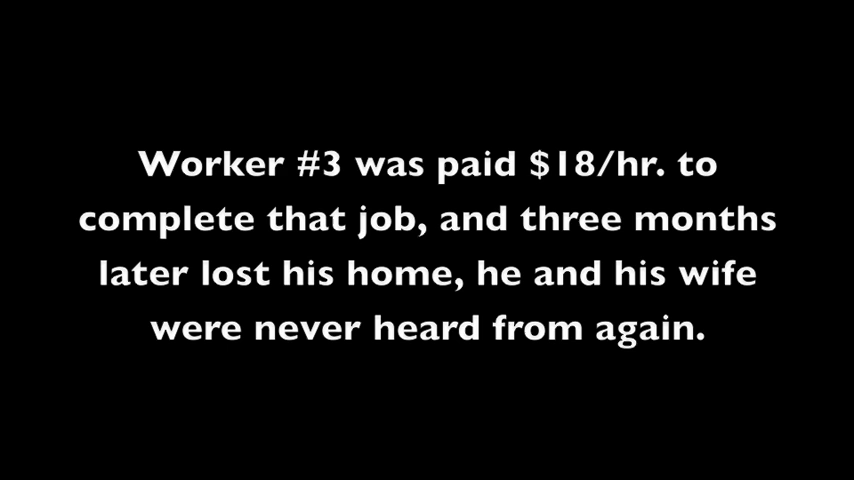 Worker #3 was paid $18/hr. to
complete that job, and three months
later lost his home, he and his wife
were never heard from again.